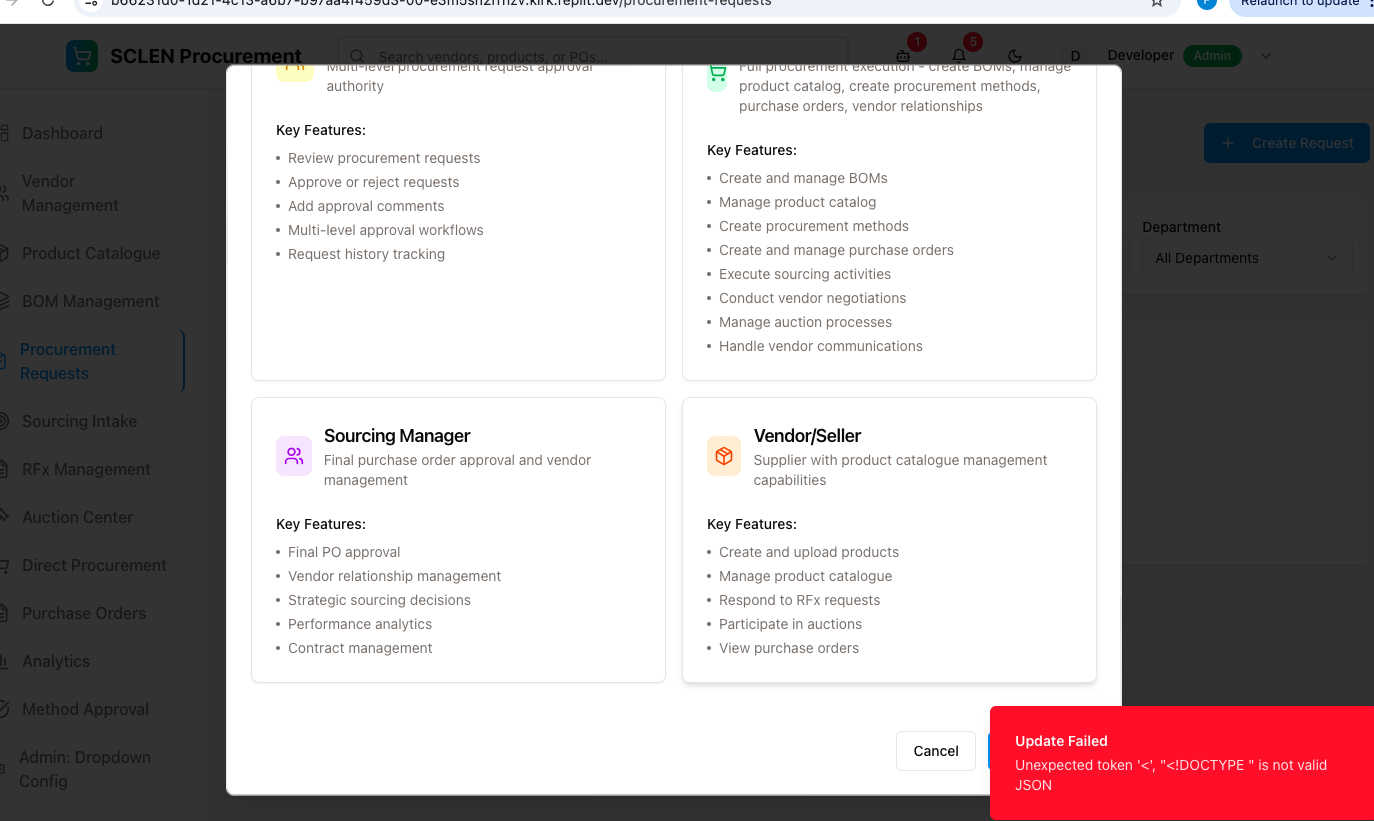 b66231d0-1d21-4c13-a6b7-b97aa4f459d3-00-e3m5sn2rrhzv.kirk.replit.dev/procurement-requests
Relaunch to update
SCLEN Procurement
Search vendors, products, or POs...
1
5
D
Developer
Admin
Dashboard
Vendor
Management
Product Catalogue
BOM Management
Procurement
Requests
Sourcing Intake
RFx Management
Auction Center
Direct Procurement
Purchase Orders
Analytics
Method Approval
Admin: Dropdown
Config
+ Create Request
Department
All Departments
Multi-level procurement request approval
authority
Key Features:
• Review procurement requests
• Approve or reject requests
• Add approval comments
• Multi-level approval workflows
• Request history tracking
Full procurement execution - create BOMs, manage
product catalog, create procurement methods,
purchase orders, vendor relationships
Key Features:
• Create and manage BOMs
• Manage product catalog
• Create procurement methods
• Create and manage purchase orders
• Execute sourcing activities
• Conduct vendor negotiations
• Manage auction processes
• Handle vendor communications
Sourcing Manager
Final purchase order approval and vendor
management
Key Features:
• Final PO approval
• Vendor relationship management
• Strategic sourcing decisions
• Performance analytics
• Contract management
Vendor/Seller
Supplier with product catalogue management
capabilities
Key Features:
• Create and upload products
• Manage product catalogue
• Respond to RFx requests
• Participate in auctions
• View purchase orders
Cancel
Update Failed
Unexpected token '<', "<!DOCTYPE " is not valid
JSON